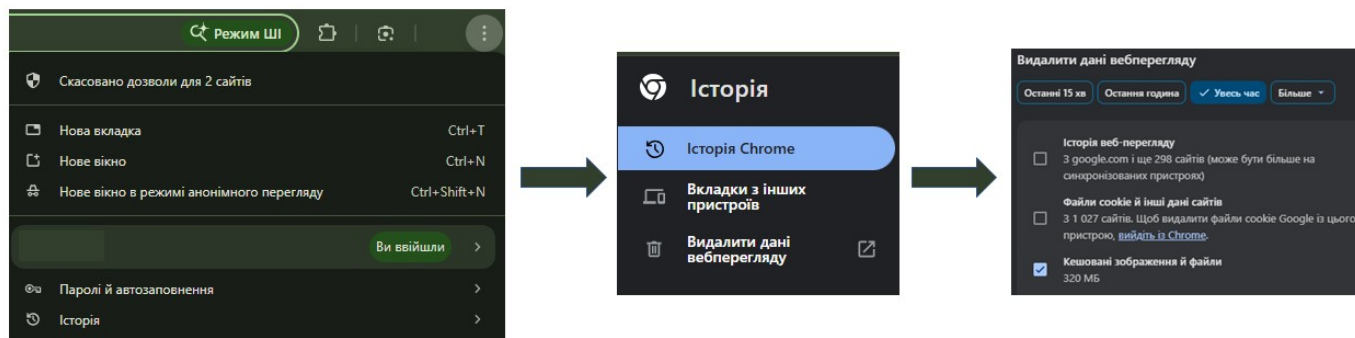 Режим ШІ
Скасовано дозволи для 2 сайтів
Нова вкладка Ctrl+T
Нове вікно Ctrl+N
Нове вікно в режимі анонімного перегляду Ctrl+Shift+N
Ви ввійшли
Паролі й автозаповнення
Історія
Історія
Історія Chrome
Вкладки з інших
пристроїв
Видалити дані
вебперегляду
Видалити дані вебперегляду
Останні 15 хв Остання година Увесь час Більше
Історія веб-перегляду
З google.com і ще 298 сайтів (може бути більше на
синхронізованих пристроях)
Файли cookie й інші дані сайтів
З 1 027 сайтів. Щоб видалити файли cookie Google із цього
пристрою, вийдіть із Chrome.
Кешовані зображення й файли
320 МБ